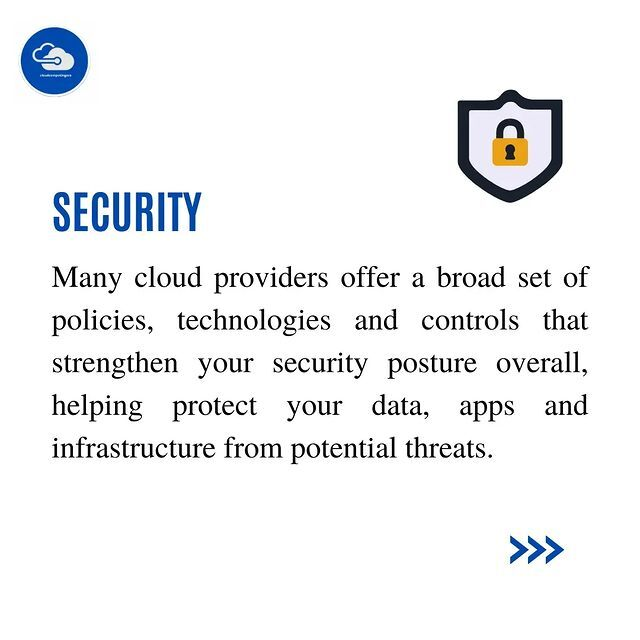 SECURITY
Many cloud providers offer a broad set of
policies, technologies and controls that
strengthen your security posture overall,
helping protect your data, apps and
infrastructure from potential threats.